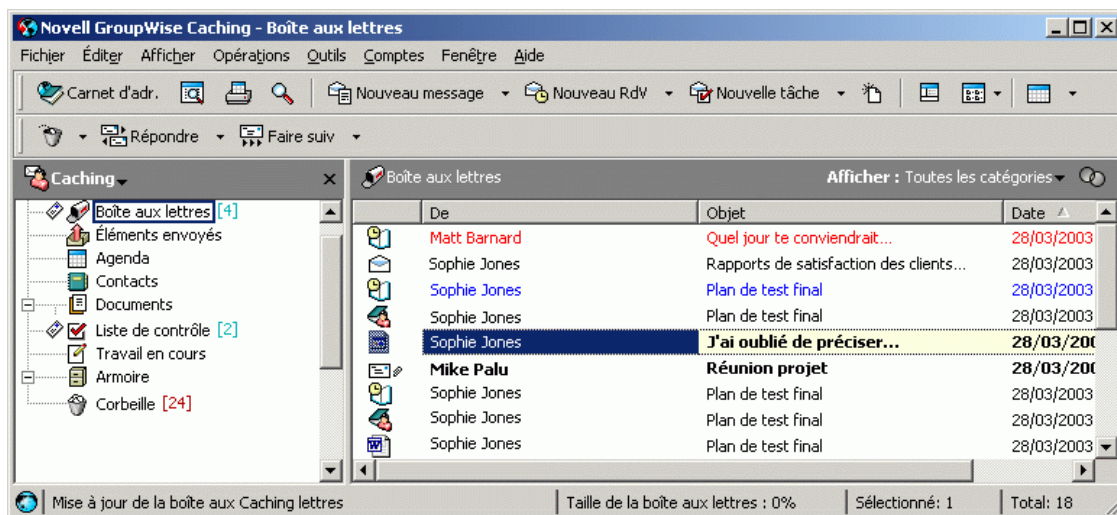 Novell GroupWise Caching - Boîte aux lettres
Fichier Éditer Afficher Opérations Outils Comptes Fenêtre Aide
Carnet d'adr. Nouveau message Nouveau RdV Nouvelle tâche
Répondre Faire suiv
Caching
Boîte aux lettres Afficher : Toutes les catégories
Boîte aux lettres [4]
Éléments envoyés
Agenda
Contacts
Documents
Liste de contrôle [2]
Travail en cours
Armoire
Corbeille [24]
De Objet Date
Matt Barnard Quel jour te conviendrait... 28/03/2003
Sophie Jones Rapports de satisfaction des clients... 28/03/2003
Sophie Jones Plan de test final 28/03/2003
Sophie Jones Plan de test final 28/03/2003
Sophie Jones J'ai oublié de préciser... 28/03/200
Mike Palu Réunion projet 28/03/200
Sophie Jones Plan de test final 28/03/2003
Sophie Jones Plan de test final 28/03/2003
Sophie Jones Plan de test final 28/03/2003
Mise à jour de la boîte aux Caching lettres Taille de la boîte aux lettres : 0% Sélectionné: 1 Total: 18